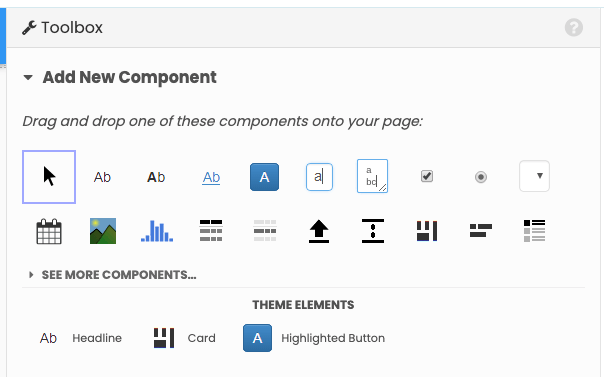 Toolbox ?
Add New Component
Drag and drop one of these components onto your page:
Ab Ab Ab A a a
bc
SEE MORE COMPONENTS...
THEME ELEMENTS
Ab Headline Card A Highlighted Button